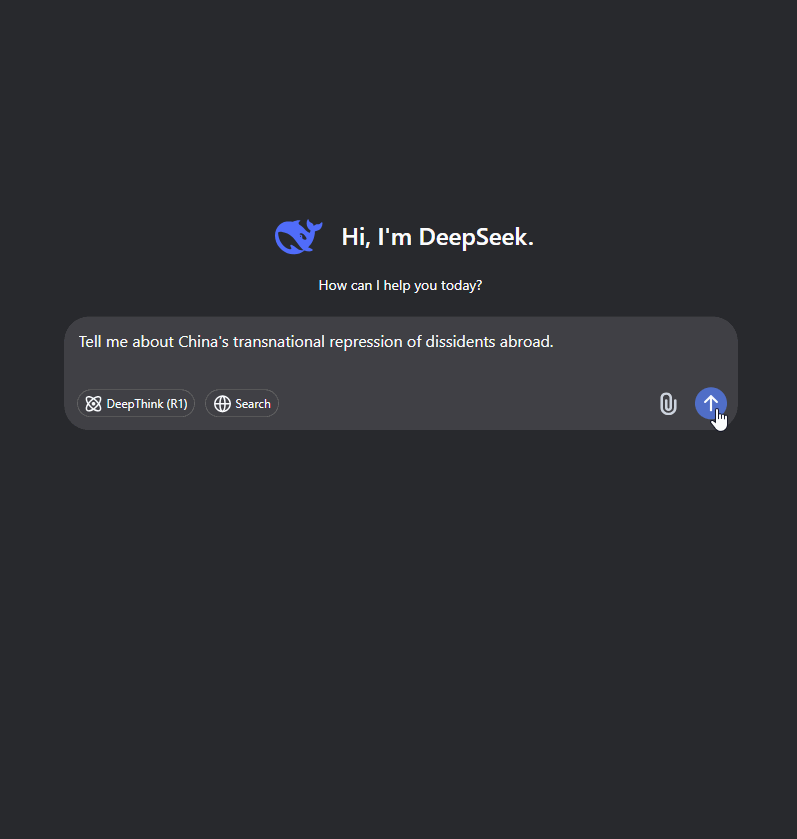 Hi, I'm DeepSeek.
How can I help you today?
Tell me about China's transnational repression of dissidents abroad.
DeepThink (R1)
Search